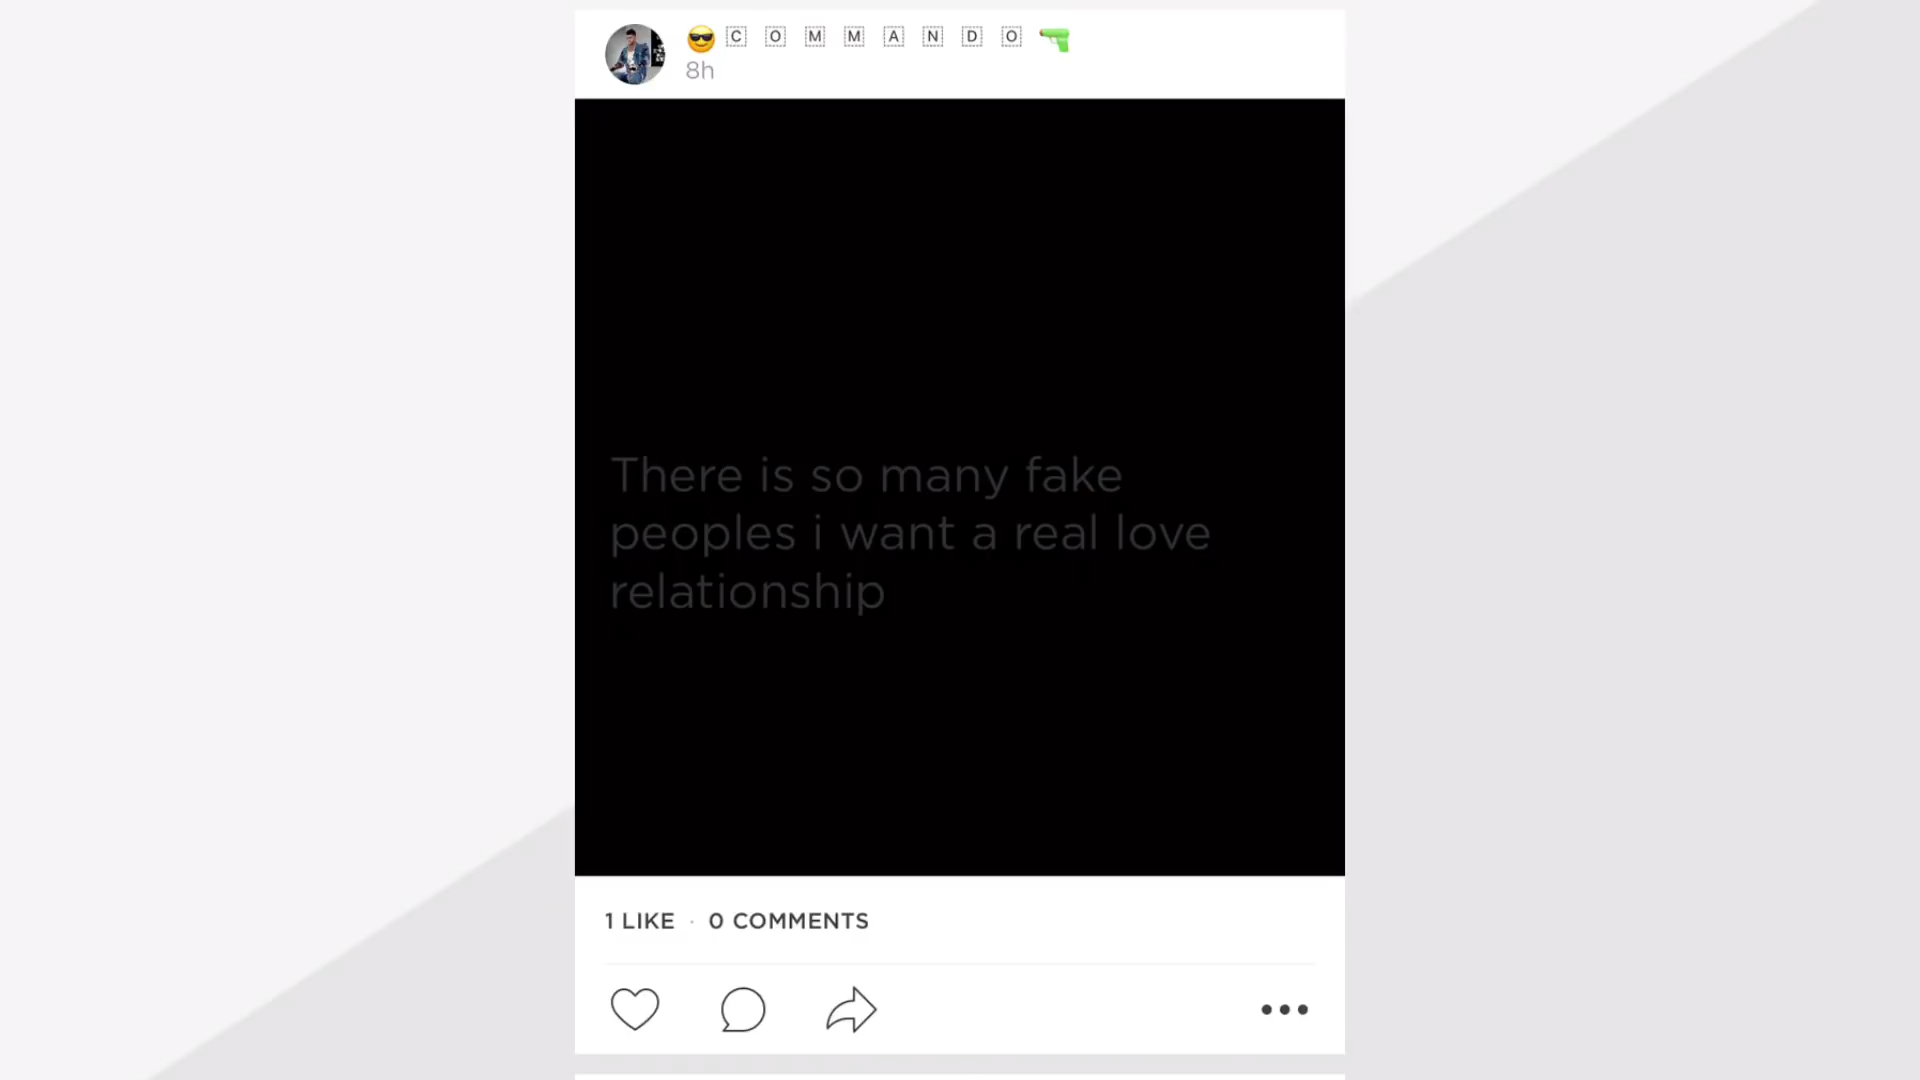 😎 C O M M A N D O 🔫
8h
There is so many fake
peoples i want a real love
relationship
1 LIKE · 0 COMMENTS